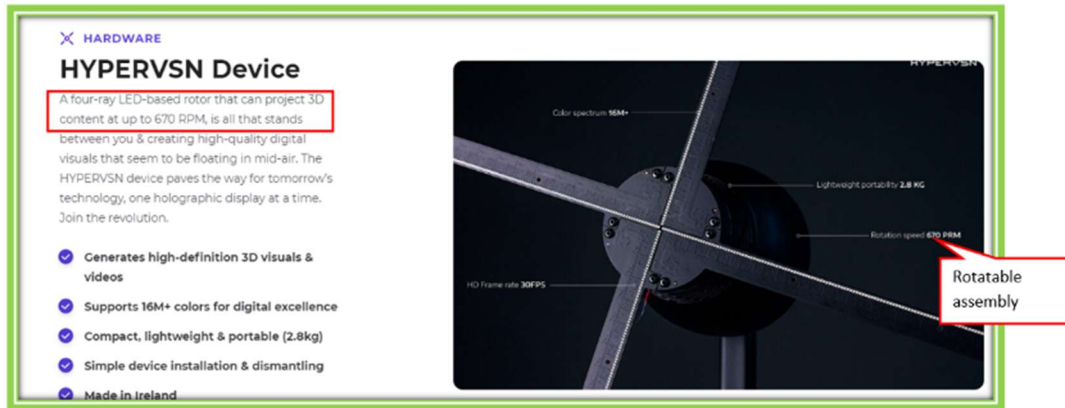 HARDWARE
HYPERVSN Device
A four-ray LED-based rotor that can project 3D
content at up to 670 RPM, is all that stands
between you & creating high-quality digital
visuals that seem to be floating in mid-air. The
HYPERVSN device paves the way for tomorrow's
technology, one holographic display at a time.
Join the revolution.
Generates high-definition 3D visuals &
videos
Supports 16M+ colors for digital excellence
Compact, lightweight & portable (2.8kg)
Simple device installation & dismantling
Made in Ireland
HYPERVSN
Color spectrum 16M+
Lightweight portability 2.8 KG
Rotation speed 670 PRM
HD Frame rate 30FPS
Rotatable
assembly